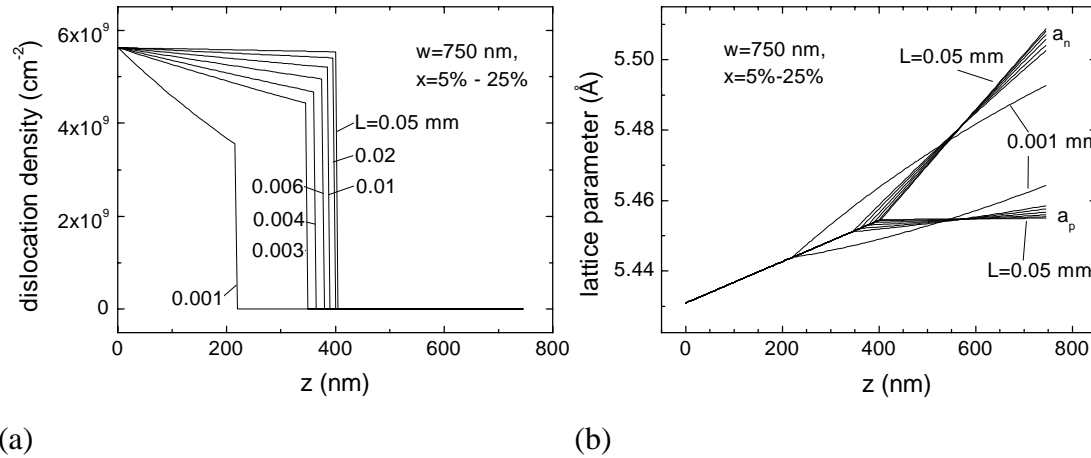 dislocation density (cm-2)
6x10⁹
4x10⁹
2x10⁹
0
w=750 nm,
x=5% - 25%
L=0.05 mm
0.02
0.01
0.006
0.004
0.003
0.001
0 200 400 600 800
z (nm)
(a)
lattice parameter (Å)
5.50
5.48
5.46
5.44
w=750 nm,
x=5%-25%
L=0.05 mm
aₙ
0.001 mm
aₚ
L=0.05 mm
0 200 400 600 800
z (nm)
(b)